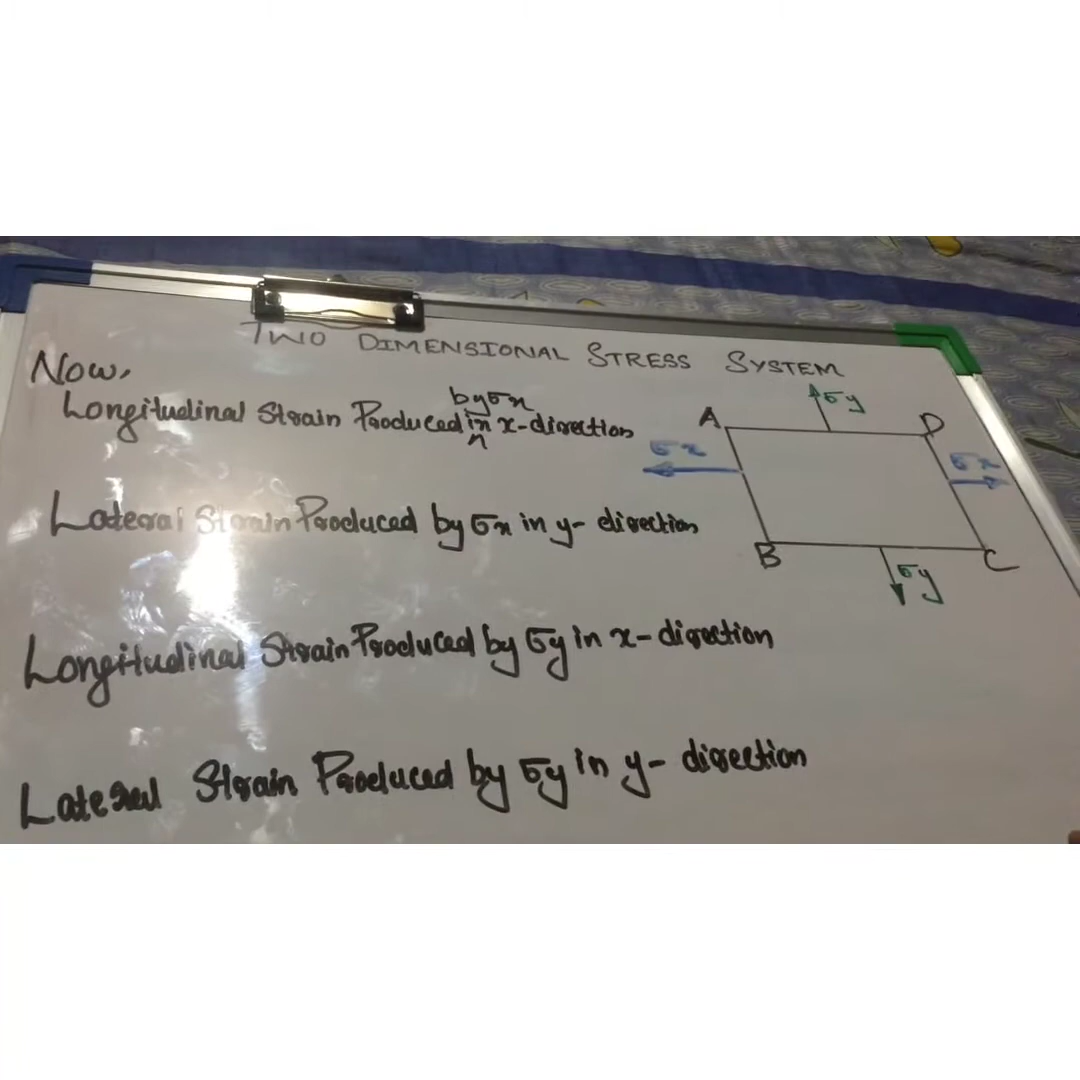 TWO DIMENSIONAL STRESS SYSTEM
Now,
Longitudinal Strain Produced by σx in x-direction
Lateral Strain Produced by σx in y-direction
Longitudinal Strain Produced by σy in x-direction
Lateral Strain Produced by σy in y-direction
σy
A
D
σx
σx
B
C
σy